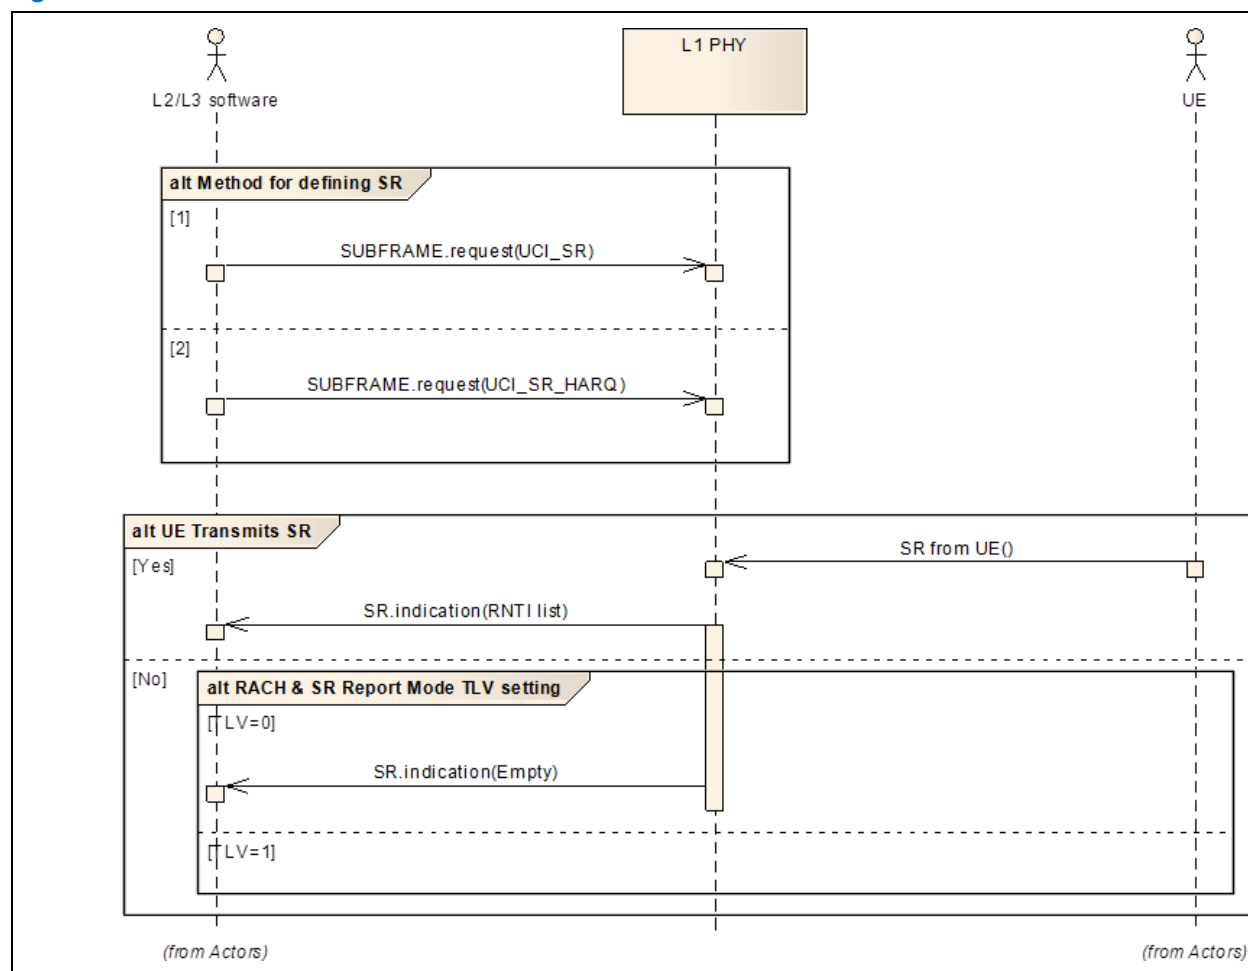 L1 PHY
L2/L3 software
UE
alt Method for defining SR
[1]
SUBFRAME.request(UCI_SR)
[2]
SUBFRAME.request(UCI_SR_HARQ)
alt UE Transmits SR
[Yes]
SR from UE()
SR.indication(RNTI list)
[No]
alt RACH & SR Report Mode TLV setting
[TLV=0]
SR.indication(Empty)
[TLV=1]
(from Actors)
(from Actors)